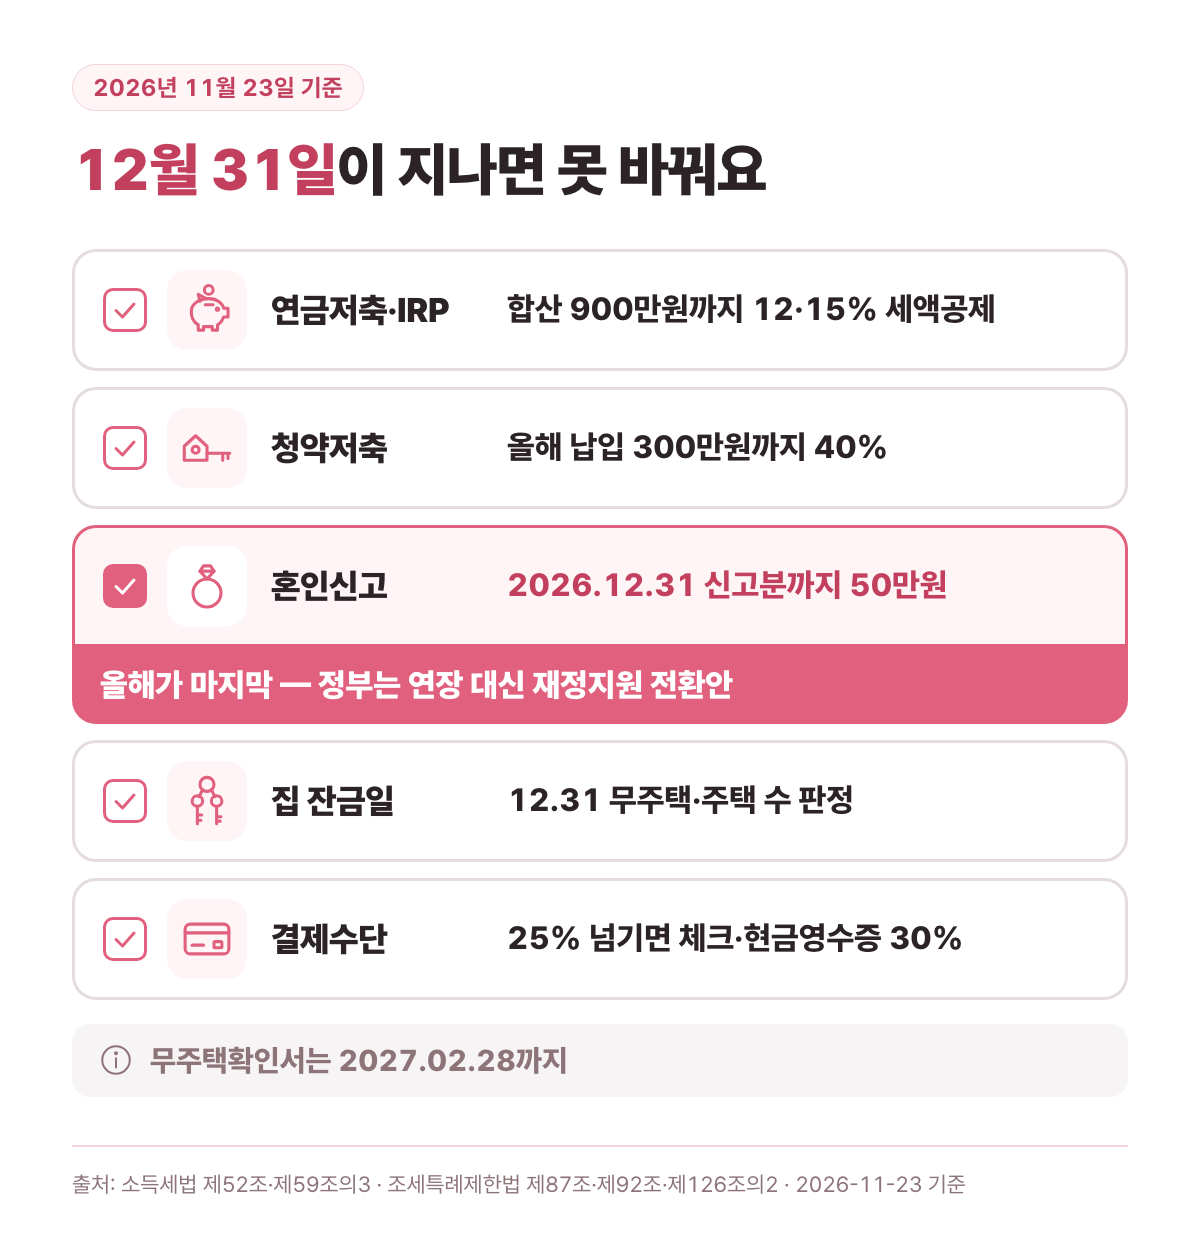 2026년 11월 23일 기준
12월 31일이 지나면 못 바꿔요
연금저축·IRP 합산 900만원까지 12·15% 세액공제
청약저축 올해 납입 300만원까지 40%
혼인신고 2026.12.31 신고분까지 50만원
올해가 마지막 — 정부는 연장 대신 재정지원 전환안
집 잔금일 12.31 무주택·주택 수 판정
결제수단 25% 넘기면 체크·현금영수증 30%
무주택확인서는 2027.02.28까지
출처: 소득세법 제52조·제59조의3 · 조세특례제한법 제87조·제92조·제126조의2 · 2026-11-23 기준